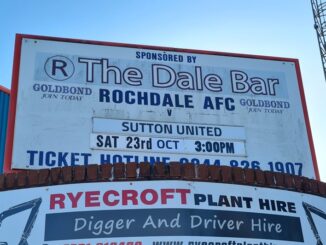 SPONSORED BY
R The Dale Bar
GOLDBOND ROCHDALE AFC GOLDBOND
JOIN TODAY V JOIN TODAY
SUTTON UNITED
SAT 23rd OCT 3:00PM
TICKET HOTLINE 0844 826 1907
RYECROFT PLANT HIRE
Digger And Driver Hire